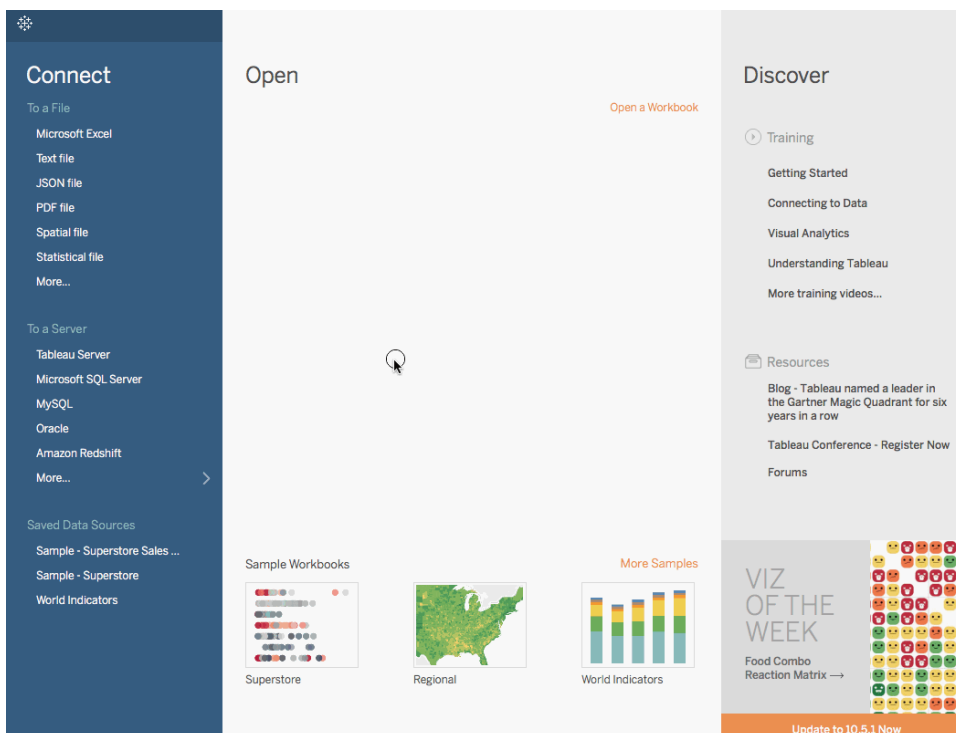 Connect
To a File
Microsoft Excel
Text file
JSON file
PDF file
Spatial file
Statistical file
More...
To a Server
Tableau Server
Microsoft SQL Server
MySQL
Oracle
Amazon Redshift
More...
Saved Data Sources
Sample - Superstore Sales ...
Sample - Superstore
World Indicators
Open
Open a Workbook
Sample Workbooks
More Samples
Superstore
Regional
World Indicators
Discover
Training
Getting Started
Connecting to Data
Visual Analytics
Understanding Tableau
More training videos...
Resources
Blog - Tableau named a leader in
the Gartner Magic Quadrant for six
years in a row
Tableau Conference - Register Now
Forums
VIZ
OF THE
WEEK
Food Combo
Reaction Matrix →
Update to 10.5.1 Now